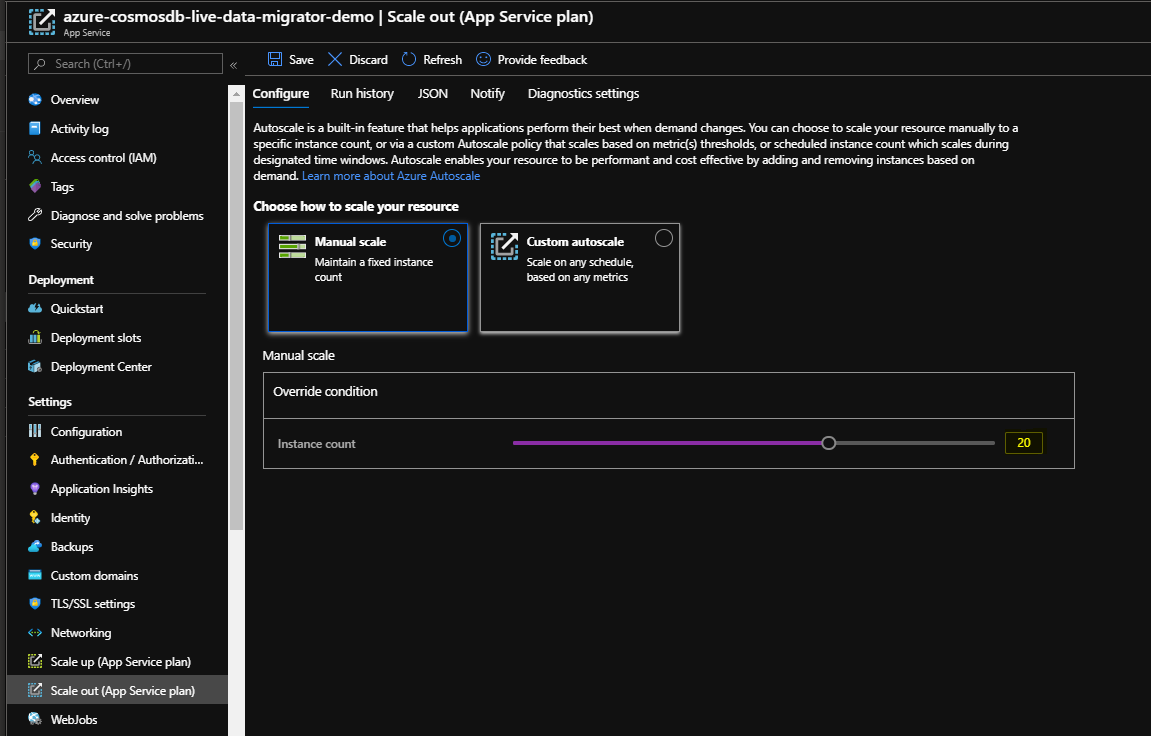 azure-cosmosdb-live-data-migrator-demo | Scale out (App Service plan)
App Service
Search (Ctrl+/)
«
Overview
Activity log
Access control (IAM)
Tags
Diagnose and solve problems
Security
Deployment
Quickstart
Deployment slots
Deployment Center
Settings
Configuration
Authentication / Authorizati...
Application Insights
Identity
Backups
Custom domains
TLS/SSL settings
Networking
Scale up (App Service plan)
Scale out (App Service plan)
WebJobs
Save Discard Refresh Provide feedback
Configure Run history JSON Notify Diagnostics settings
Autoscale is a built-in feature that helps applications perform their best when demand changes. You can choose to scale your resource manually to a
specific instance count, or via a custom Autoscale policy that scales based on metric(s) thresholds, or scheduled instance count which scales during
designated time windows. Autoscale enables your resource to be performant and cost effective by adding and removing instances based on
demand. Learn more about Azure Autoscale
Choose how to scale your resource
Manual scale
Maintain a fixed instance
count
Custom autoscale
Scale on any schedule,
based on any metrics
Manual scale
Override condition
Instance count 20